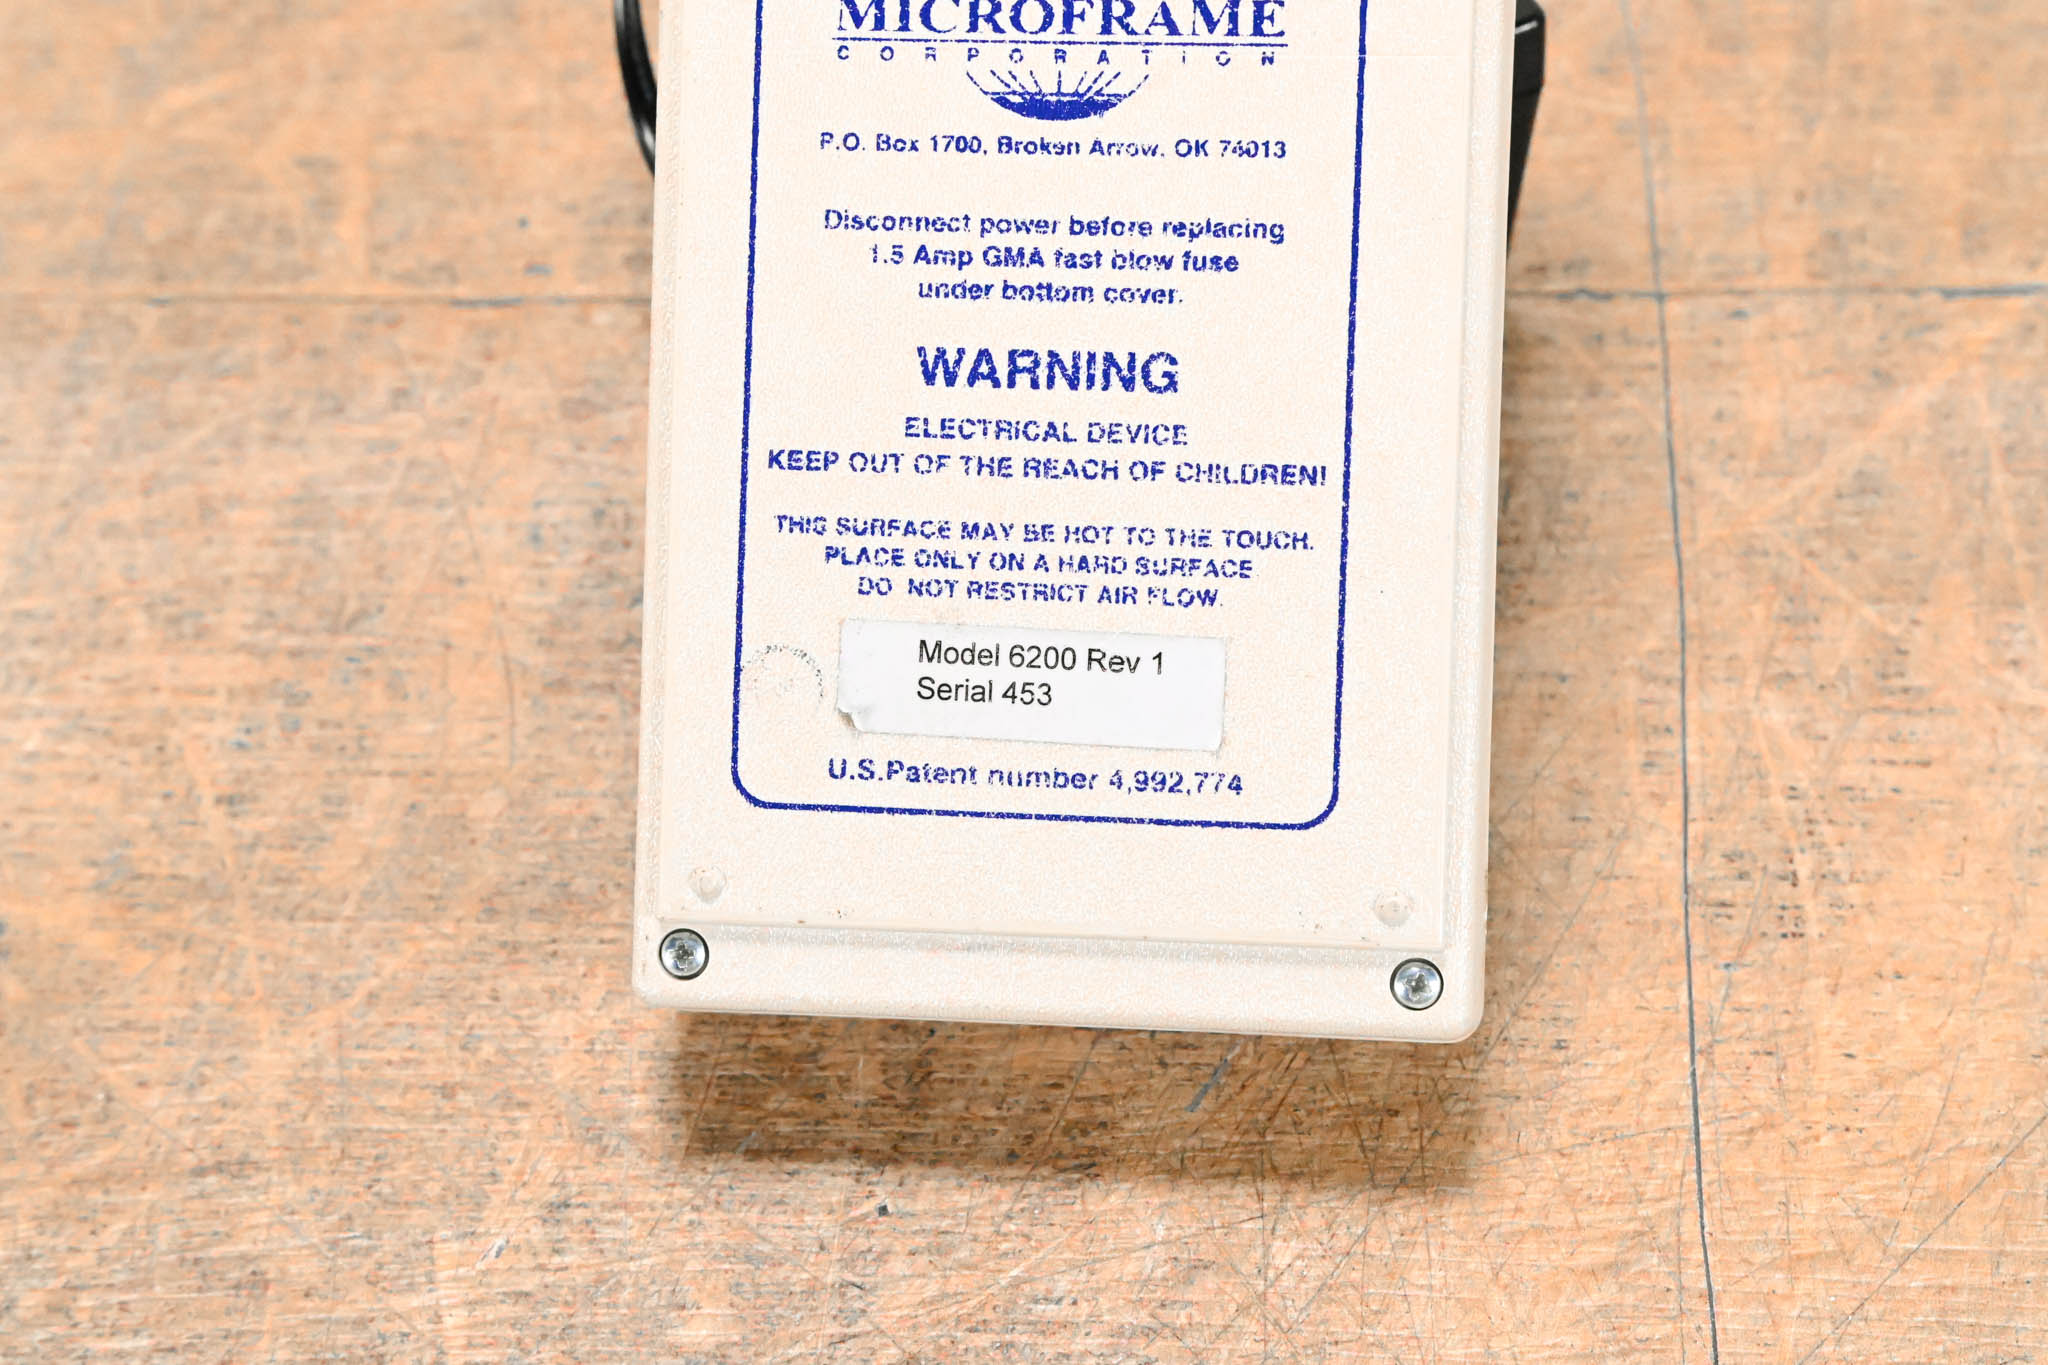 MICROFRAME
CORPORATION
P.O. Box 1700, Broken Arrow, OK 74013
Disconnect power before replacing
1.5 Amp GMA fast blow fuse
under bottom cover.
WARNING
ELECTRICAL DEVICE
KEEP OUT OF THE REACH OF CHILDREN!
THIS SURFACE MAY BE HOT TO THE TOUCH.
PLACE ONLY ON A HARD SURFACE
DO NOT RESTRICT AIR FLOW.
Model 6200 Rev 1
Serial 453
U.S.Patent number 4,992,774